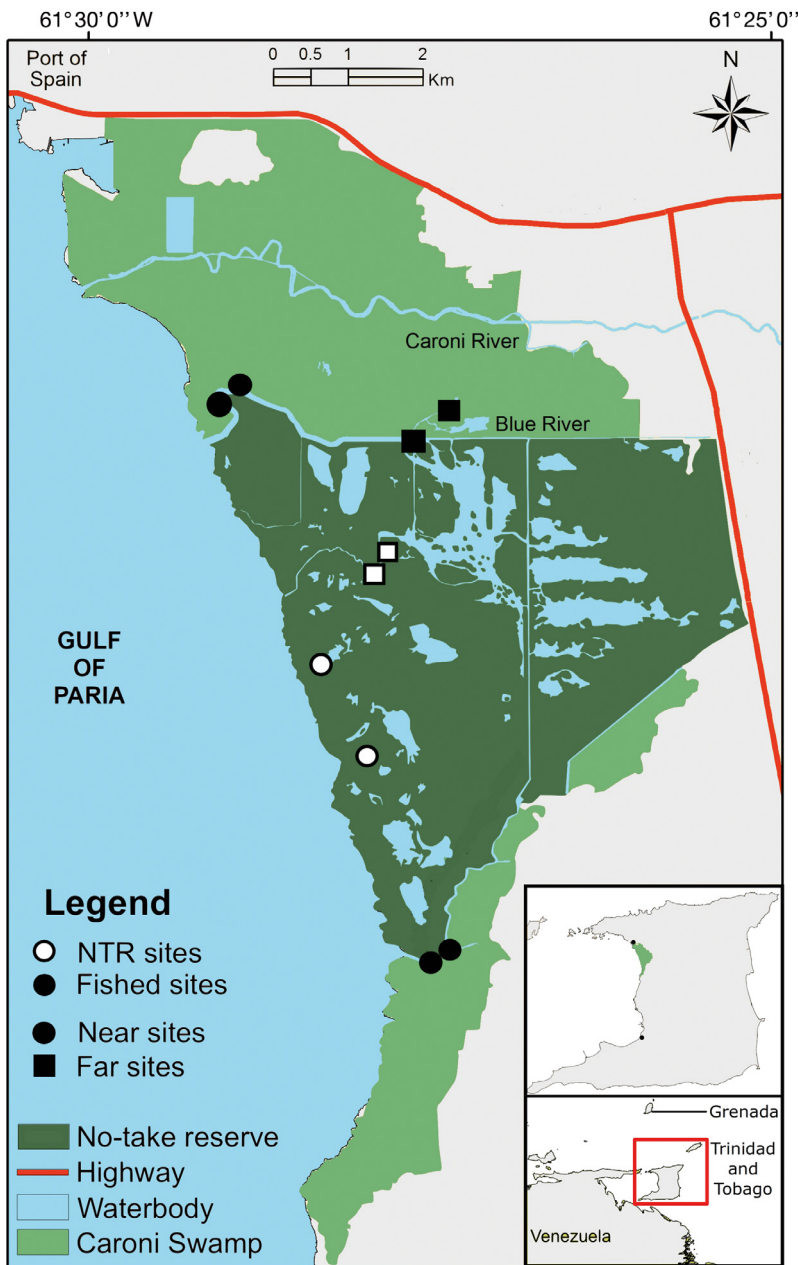 61°30'0''W
61°25'0''
Port of
Spain
0 0.5 1 2
Km
N
Caroni River
Blue River
GULF
OF
PARIA
Legend
NTR sites
Fished sites
Near sites
Far sites
No-take reserve
Highway
Waterbody
Caroni Swamp
Grenada
Trinidad
and
Tobago
Venezuela